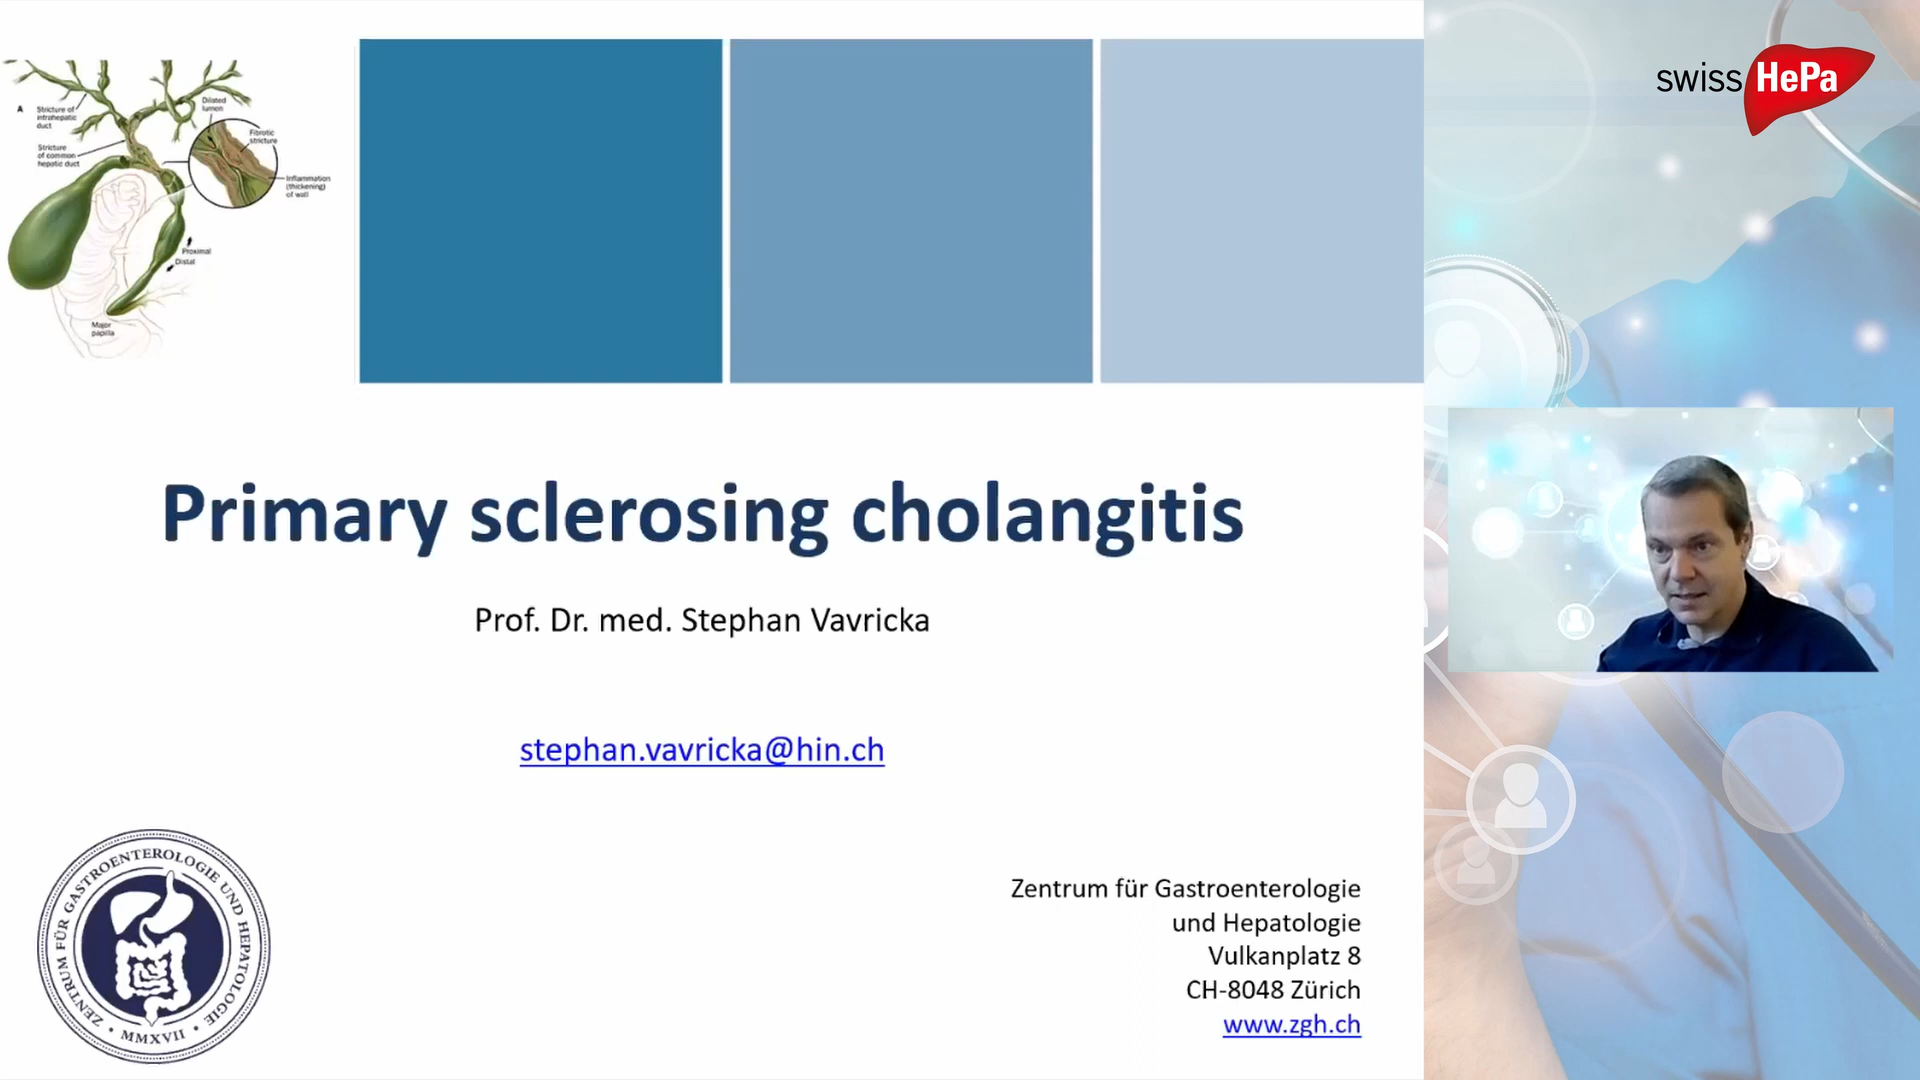 swiss HePa
A
Stricture of
intrahepatic
duct
Dilated
lumen
Fibrotic
stricture
Stricture
of common
hepatic duct
Inflammation
(thickening)
of wall
Proximal
Distal
Major
papilla
Primary sclerosing cholangitis
Prof. Dr. med. Stephan Vavricka
stephan.vavricka@hin.ch
ZENTRUM FÜR GASTROENTEROLOGIE UND HEPATOLOGIE
• MMXVII •
Zentrum für Gastroenterologie
und Hepatologie
Vulkanplatz 8
CH-8048 Zürich
www.zgh.ch